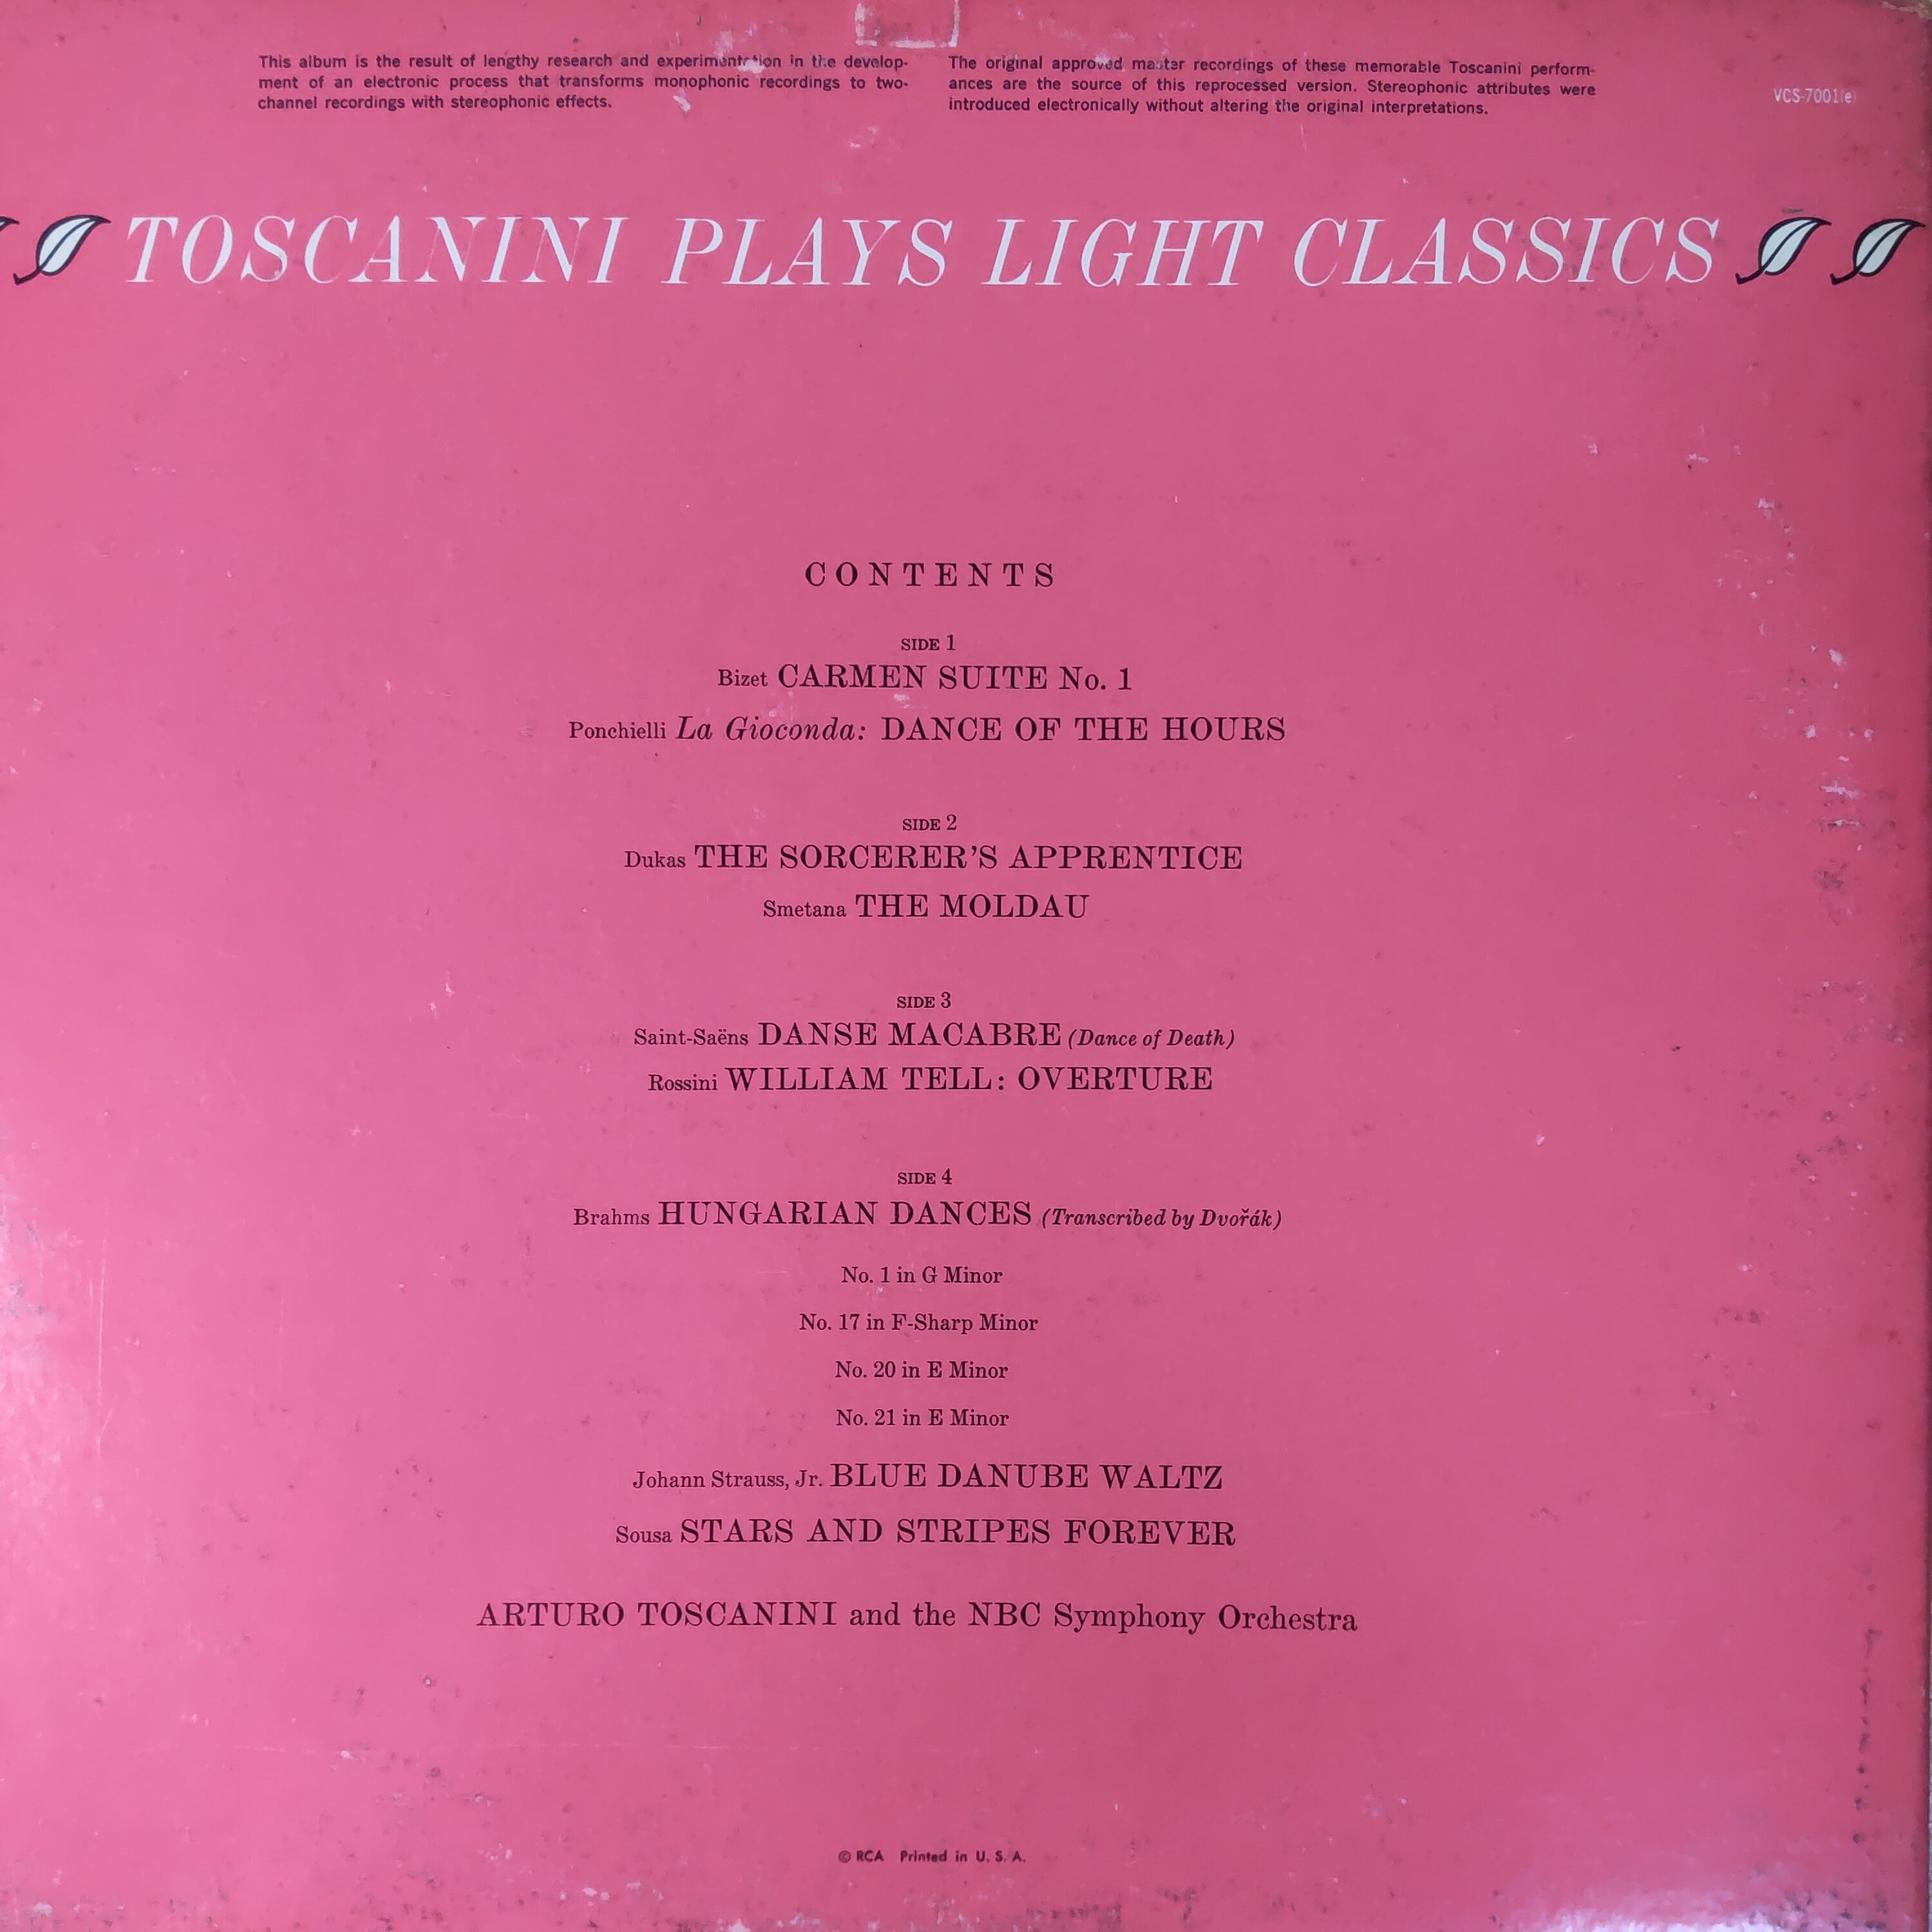 This album is the result of lengthy research and experimentation in the develop-
ment of an electronic process that transforms monophonic recordings to two-
channel recordings with stereophonic effects.
The original approved master recordings of these memorable Toscanini perform-
ances are the source of this reprocessed version. Stereophonic attributes were
introduced electronically without altering the original interpretations.
VCS-7001(e)
TOSCANINI PLAYS LIGHT CLASSICS
CONTENTS
SIDE 1
Bizet CARMEN SUITE No. 1
Ponchielli La Gioconda: DANCE OF THE HOURS
SIDE 2
Dukas THE SORCERER'S APPRENTICE
Smetana THE MOLDAU
SIDE 3
Saint-Saëns DANSE MACABRE (Dance of Death)
Rossini WILLIAM TELL: OVERTURE
SIDE 4
Brahms HUNGARIAN DANCES (Transcribed by Dvořák)
No. 1 in G Minor
No. 17 in F-Sharp Minor
No. 20 in E Minor
No. 21 in E Minor
Johann Strauss, Jr. BLUE DANUBE WALTZ
Sousa STARS AND STRIPES FOREVER
ARTURO TOSCANINI and the NBC Symphony Orchestra
© RCA Printed in U. S. A.